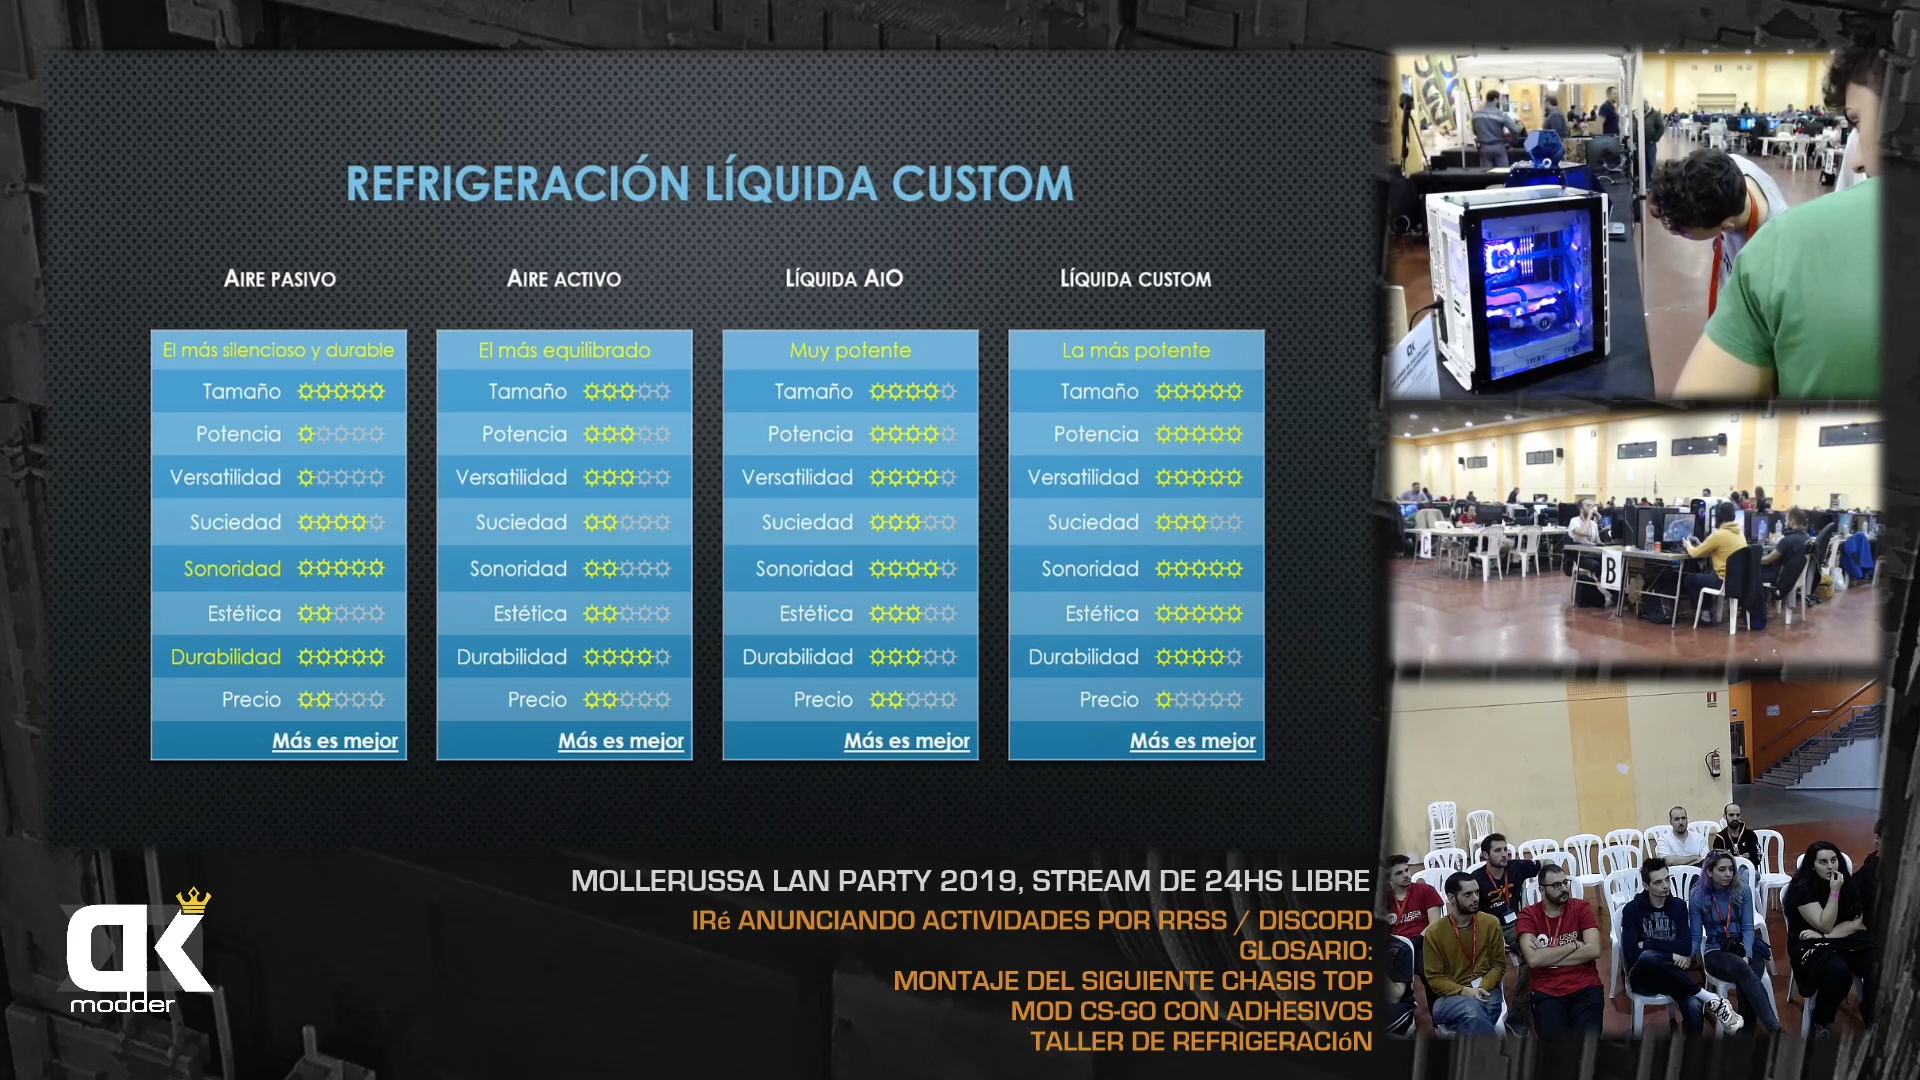 REFRIGERACIÓN LÍQUIDA CUSTOM
AIRE PASIVO
El más silencioso y durable
Tamaño
Potencia
Versatilidad
Suciedad
Sonoridad
Estética
Durabilidad
Precio
Más es mejor
AIRE ACTIVO
El más equilibrado
Tamaño
Potencia
Versatilidad
Suciedad
Sonoridad
Estética
Durabilidad
Precio
Más es mejor
LÍQUIDA AIO
Muy potente
Tamaño
Potencia
Versatilidad
Suciedad
Sonoridad
Estética
Durabilidad
Precio
Más es mejor
LÍQUIDA CUSTOM
La más potente
Tamaño
Potencia
Versatilidad
Suciedad
Sonoridad
Estética
Durabilidad
Precio
Más es mejor
C
B
MOLLERUSSA LAN PARTY 2019, STREAM DE 24HS LIBRE
IRé ANUNCIANDO ACTIVIDADES POR RRSS / DISCORD
GLOSARIO:
MONTAJE DEL SIGUIENTE CHASIS TOP
MOD CS-GO CON ADHESIVOS
TALLER DE REFRIGERACIóN
DK
modder